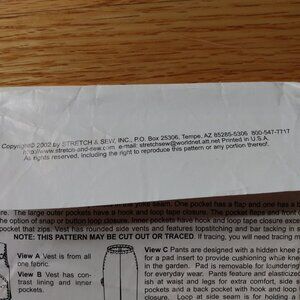 Copyright© 2002 by STRETCH & SEW, INC., P.O. Box 25306, Tempe, AZ 85285-5306 800-547-7717
http://www.stretch-and-sew.com e-mail: stretchsew@worldnet.att.net Printed in U.S.A.
All rights reserved, including the right to reproduce this pattern or any portion thereof.
yoke seam. One pocket has a flap and one has a
re. The large outer pockets have a hook and loop tape closure. The pocket flaps and front
option of snap or button loop closure. Inner pockets have a hook and loop tape closure
pocket that zips. Vest has rounded side vents and features topstitching and bar tacking in
NOTE: THIS PATTERN MAY BE CUT OUT OR TRACED. If tracing, you will need tracing
View A Vest is from all
one fabric.
View B Vest has con-
trast lining and inner
pockets.
View C Pants are designed with a hidden knee
for a pad insert to provide cushioning while
in the garden. Pad is removable for
for everyday wear. Pants feature and
ish at waist and legs for extra comfort, side
pockets and a back pocket with hook and loop
closure. Loop at side seam is for holding